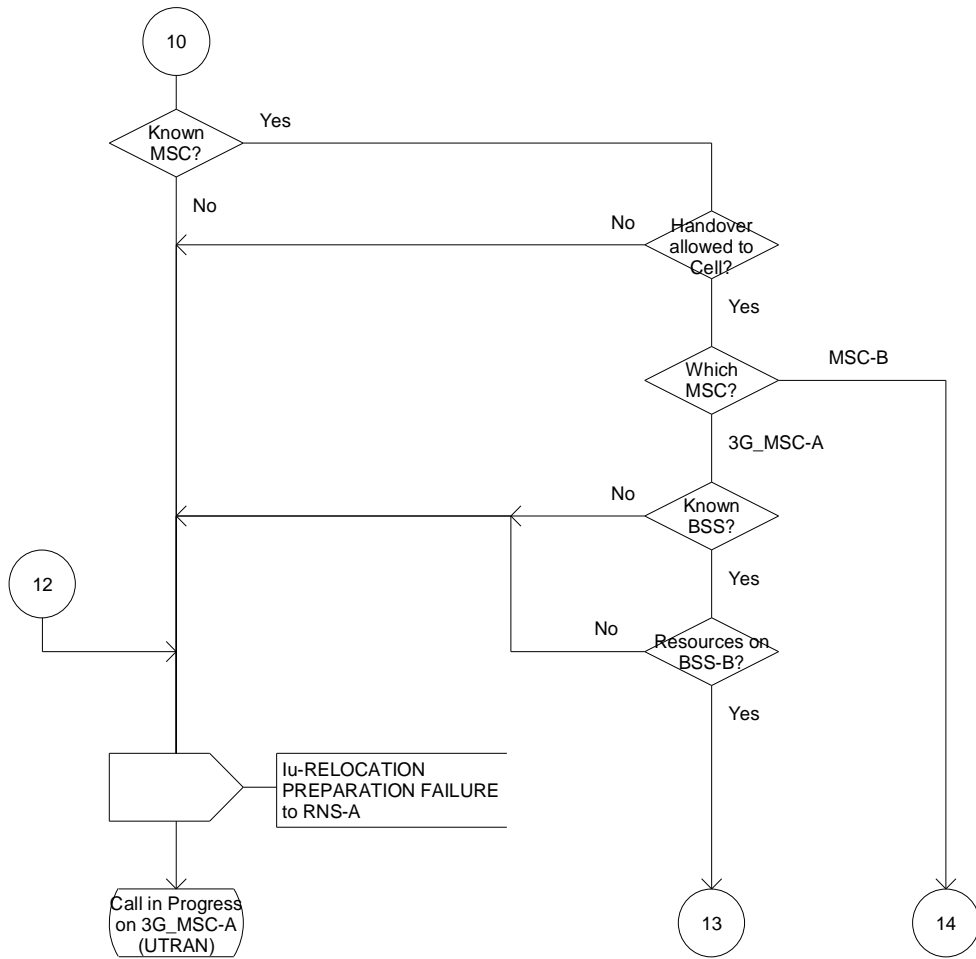 10
Known
MSC?
Yes
No
No
Handover
allowed to
Cell?
Yes
Which
MSC?
MSC-B
3G_MSC-A
No
Known
BSS?
Yes
12
No
Resources on
BSS-B?
Yes
Iu-RELOCATION
PREPARATION FAILURE
to RNS-A
Call in Progress
on 3G_MSC-A
(UTRAN)
13
14